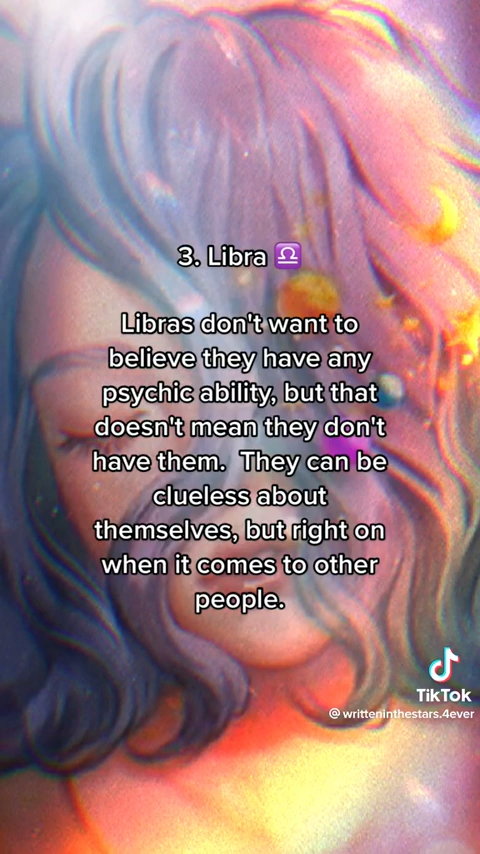 3. Libra ♎
Libras don't want to
believe they have any
psychic ability, but that
doesn't mean they don't
have them.  They can be
clueless about
themselves, but right on
when it comes to other
people.
TikTok
@writteninthestars.4ever